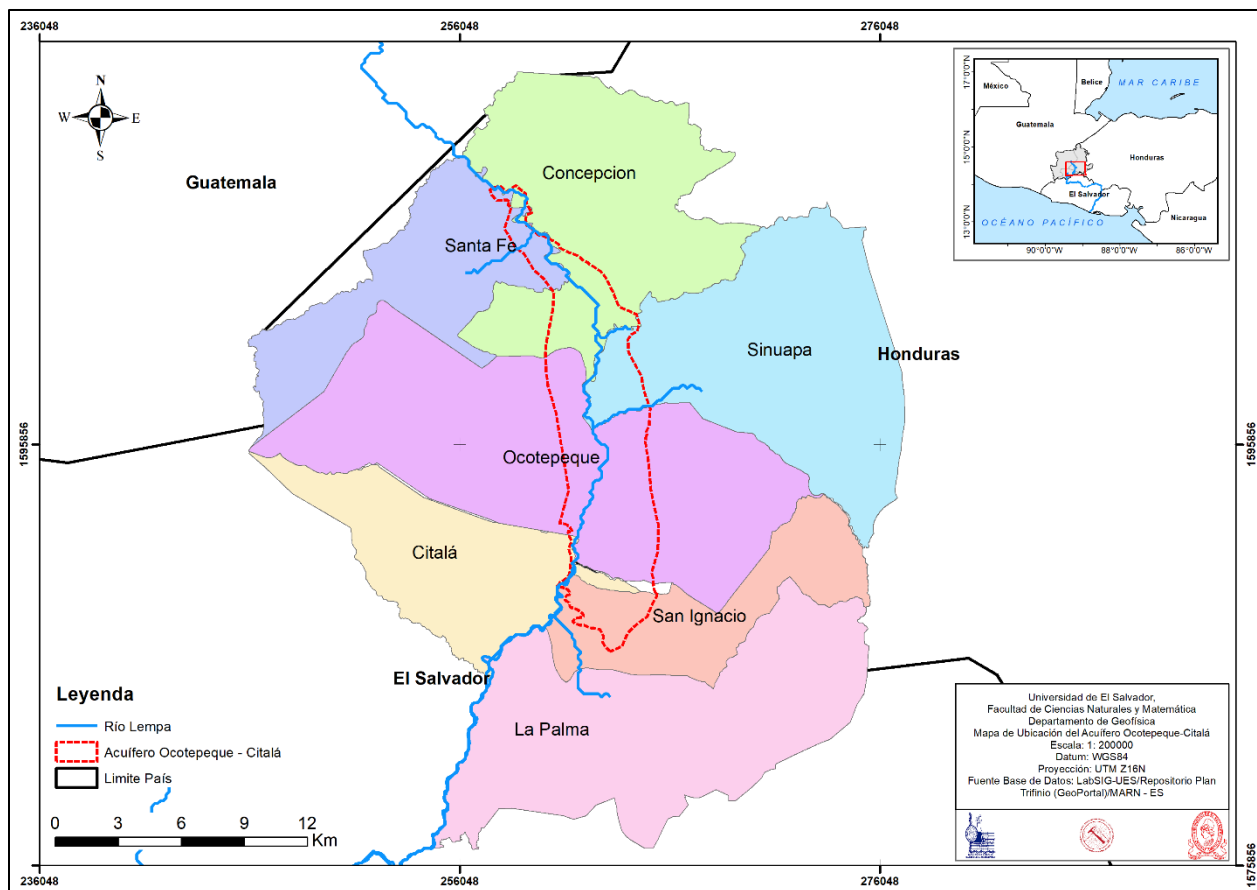 236048
256048
276048
N
W
E
S
Guatemala
Concepcion
Santa Fe
Sinuapa
Honduras
Ocotepeque
Citalá
San Ignacio
El Salvador
La Palma
1595856
1595856
México
Belice
MAR CARIBE
Guatemala
Honduras
El Salvador
Nicaragua
OCÉANO PACÍFICO
17°0'0"N
15°0'0"N
13°0'0"N
90°0'0"W
88°0'0"W
86°0'0"W
Leyenda
Río Lempa
Acuífero Ocotepeque - Citalá
Limite País
0 3 6 9 12
Km
Universidad de El Salvador,
Facultad de Ciencias Naturales y Matemática
Departamento de Geofísica
Mapa de Ubicación del Acuífero Ocotepeque-Citalá
Escala: 1: 200000
Datum: WGS84
Proyección: UTM Z16N
Fuente Base de Datos: LabSIG-UES/Repositorio Plan
Trifinio (GeoPortal)/MARN - ES
256048
276048
1575856